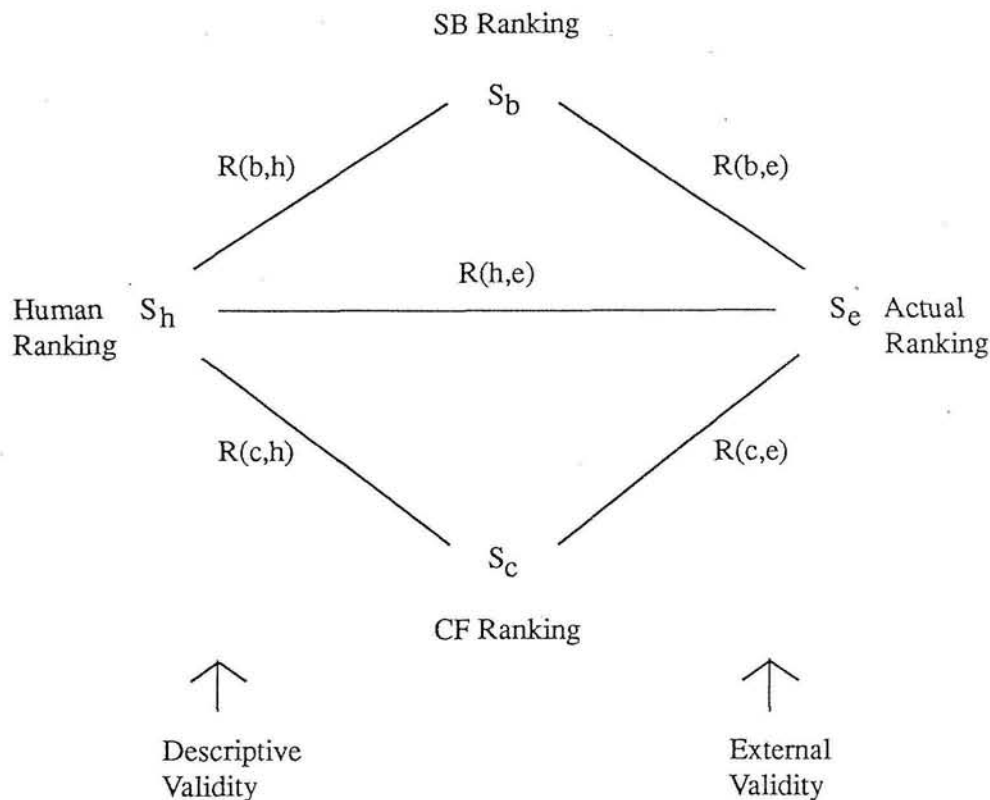 SB Ranking
S_b
R(b,h)
R(b,e)
R(h,e)
Human
Ranking
S_h
S_e
Actual
Ranking
R(c,h)
R(c,e)
S_c
CF Ranking
Descriptive
Validity
External
Validity